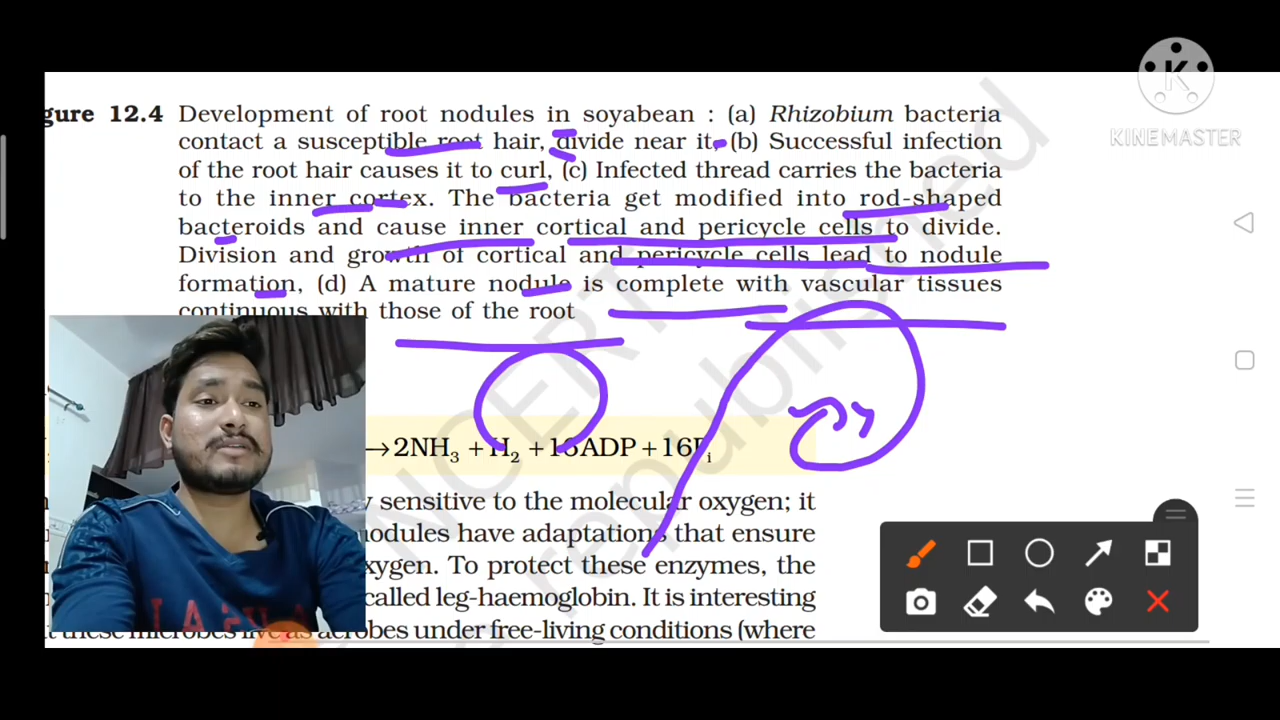 KINEMASTER
gure 12.4 Development of root nodules in soyabean : (a) Rhizobium bacteria
contact a susceptible root hair, divide near it, (b) Successful infection
of the root hair causes it to curl, (c) Infected thread carries the bacteria
to the inner cortex. The bacteria get modified into rod-shaped
bacteroids and cause inner cortical and pericycle cells to divide.
Division and growth of cortical and pericycle cells lead to nodule
formation, (d) A mature nodule is complete with vascular tissues
continuous with those of the root
NCERT
republished
→2NH₃ + H₂ + 16ADP + 16Pᵢ
sensitive to the molecular oxygen; it
nodules have adaptations that ensure
xygen. To protect these enzymes, the
called leg-haemoglobin. It is interesting
t these microbes live as aerobes under free-living conditions (where